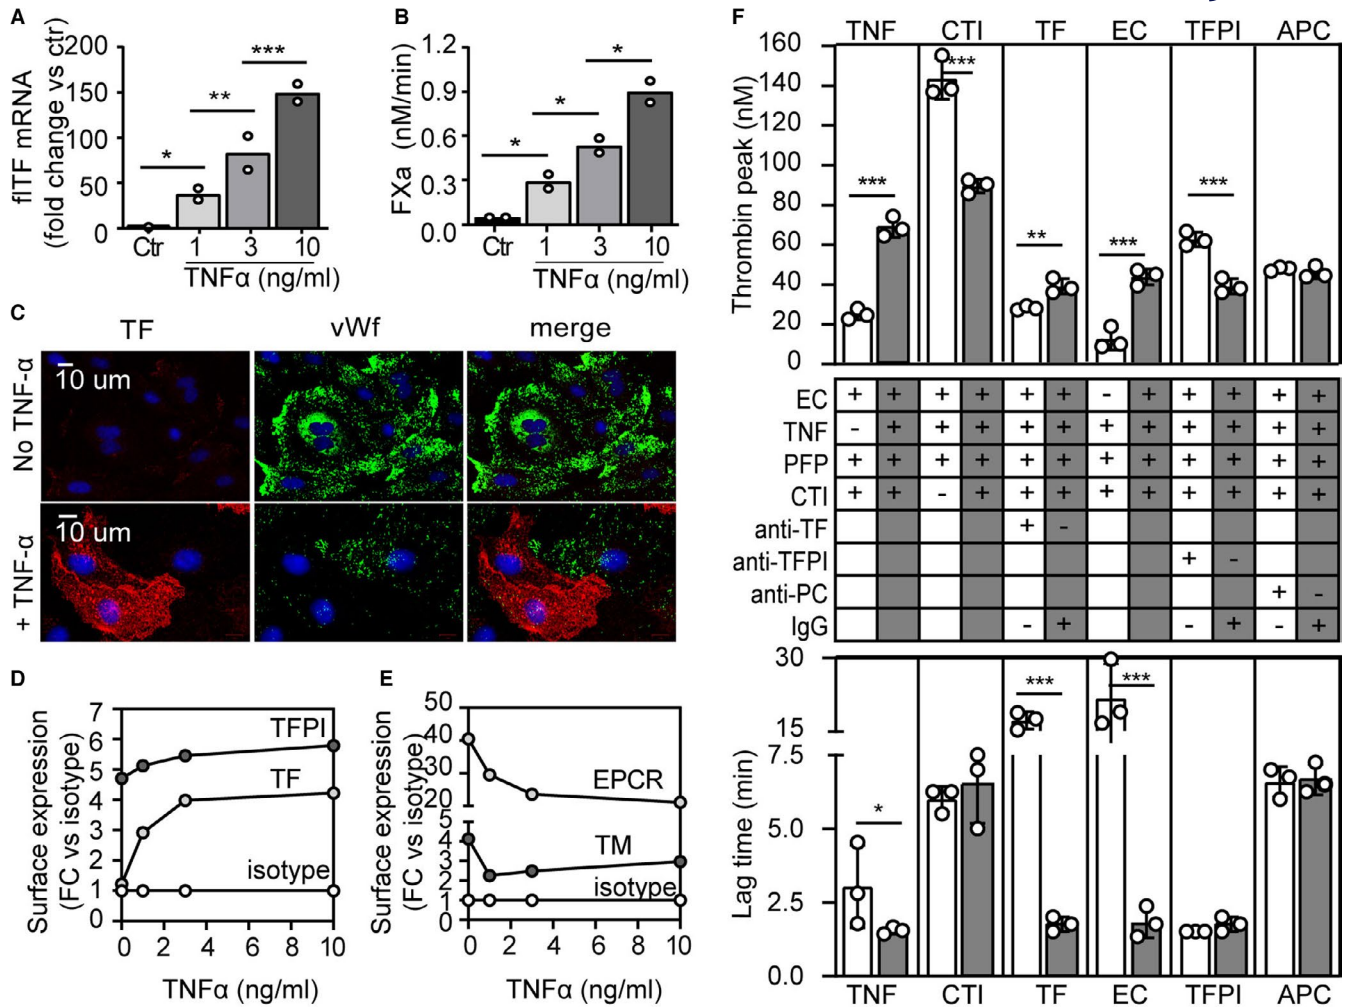 A
flTF mRNA
(fold change vs ctr)
200
150
100
50
0
*
**
***
Ctr
1
3
10
TNFα (ng/ml)
B
FXa (nM/min)
1.2
0.9
0.6
0.3
0.0
*
*
*
Ctr
1
3
10
TNFα (ng/ml)
C
TF
vWf
merge
No TNF-α
10 um
+ TNF-α
10 um
D
Surface expression
(FC vs isotype)
7
6
5
4
3
2
1
0
TFPI
TF
isotype
0 2 4 6 8 10
TNFα (ng/ml)
E
Surface expression
(FC vs isotype)
50
40
30
20
5
4
3
2
1
0
EPCR
TM
isotype
0 2 4 6 8 10
TNFα (ng/ml)
F
TNF CTI TF EC TFPI APC
Thrombin peak (nM)
160
140
120
100
80
60
40
20
0
***
***
**
***
***
EC + + + + + + - + + + + +
TNF - + + + + + + + + + + +
PFP + + + + + + + + + + + +
CTI + + - + + + + + + + + +
anti-TF + -
anti-TFPI + -
anti-PC + -
IgG - + - + - +
Lag time (min)
30
15
7.5
5.0
2.5
0.0
*
***
***
TNF CTI TF EC TFPI APC